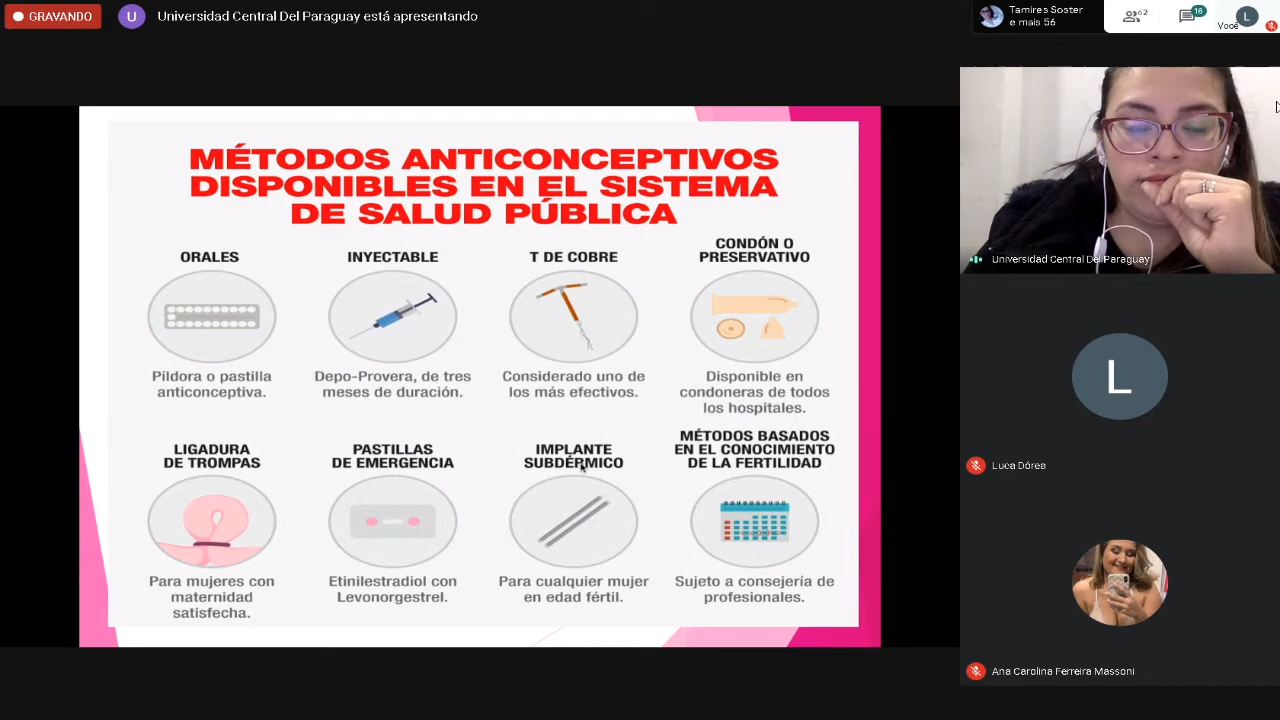 GRAVANDO
U
Universidad Central Del Paraguay está apresentando
Tamires Soster
e mais 56
62
16
L
Você
MÉTODOS ANTICONCEPTIVOS
DISPONIBLES EN EL SISTEMA
DE SALUD PÚBLICA
ORALES
Píldora o pastilla
anticonceptiva.
INYECTABLE
Depo-Provera, de tres
meses de duración.
T DE COBRE
Considerado uno de
los más efectivos.
CONDÓN O
PRESERVATIVO
Disponible en
condoneras de todos
los hospitales.
LIGADURA
DE TROMPAS
Para mujeres con
maternidad
satisfecha.
PASTILLAS
DE EMERGENCIA
Etinilestradiol con
Levonorgestrel.
IMPLANTE
SUBDÉRMICO
Para cualquier mujer
en edad fértil.
MÉTODOS BASADOS
EN EL CONOCIMIENTO
DE LA FERTILIDAD
Sujeto a consejería de
profesionales.
Universidad Central Del Paraguay
L
Luca Dórea
Ana Carolina Ferreira Massoni